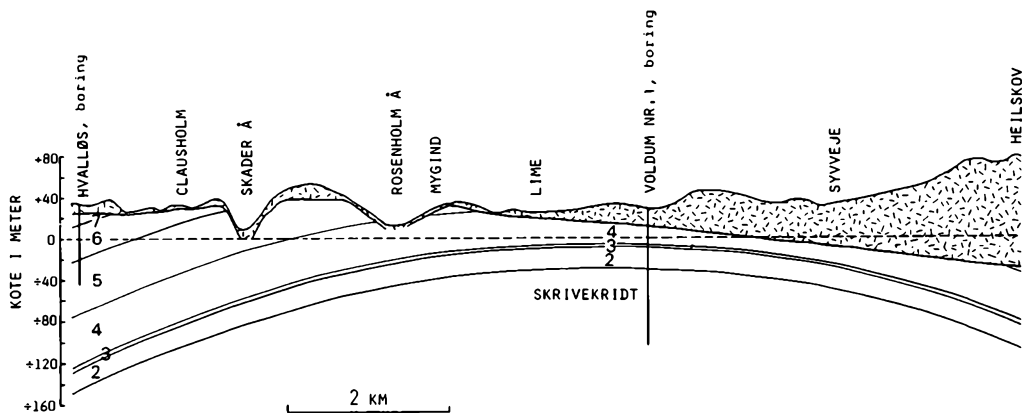 HVALLØS, boring
CLAUSHOLM
SKADER Å
ROSENHOLM Å
MYGIND
LIME
VOLDUM NR.1, boring
SYVVEJE
HEILSKOV
KOTE I METER
+80
+40
0
÷40
÷80
÷120
÷160
7
6
5
4
3
2
4
3
2
SKRIVEKRIDT
2 KM